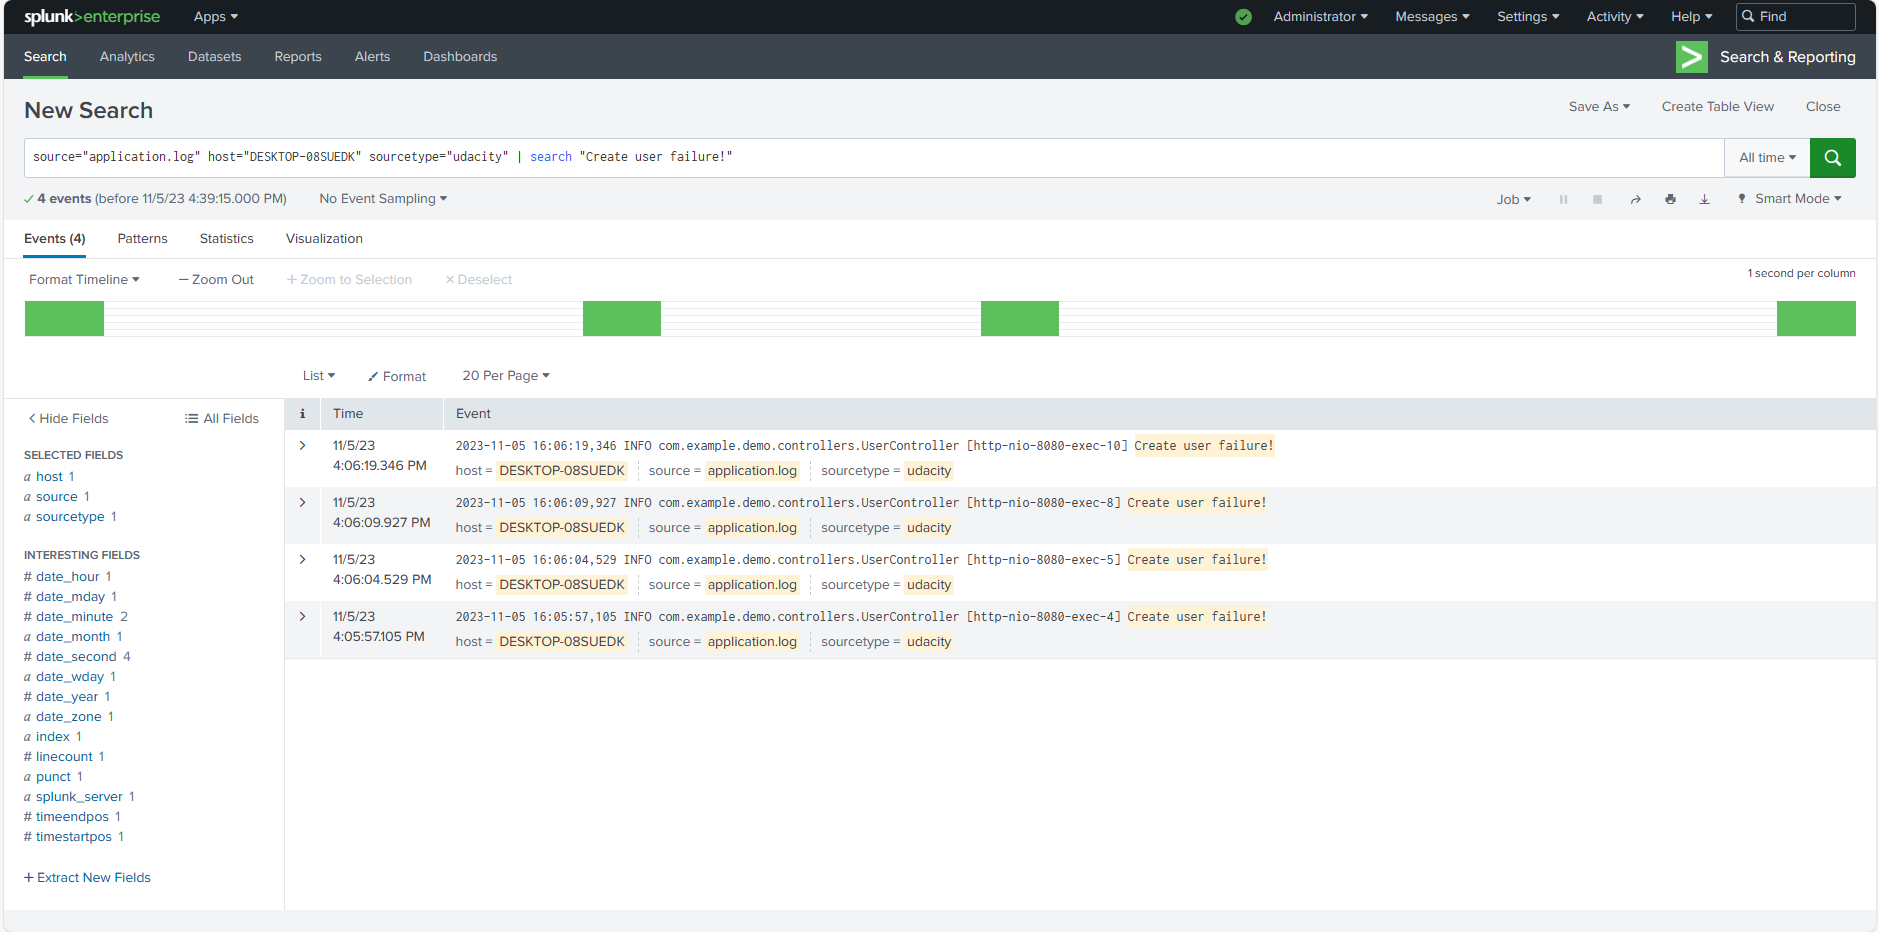 splunk>enterprise Apps Administrator Messages Settings Activity Help Find
Search Analytics Datasets Reports Alerts Dashboards Search & Reporting
New Search Save As Create Table View Close
source="application.log" host="DESKTOP-08SUEDK" sourcetype="udacity" | search "Create user failure!" All time
4 events (before 11/5/23 4:39:15.000 PM) No Event Sampling Job Smart Mode
Events (4) Patterns Statistics Visualization
Format Timeline — Zoom Out + Zoom to Selection × Deselect 1 second per column
List Format 20 Per Page
< Hide Fields All Fields
SELECTED FIELDS
a host 1
a source 1
a sourcetype 1
INTERESTING FIELDS
# date_hour 1
# date_mday 1
# date_minute 2
a date_month 1
# date_second 4
a date_wday 1
# date_year 1
a date_zone 1
a index 1
# linecount 1
a punct 1
a splunk_server 1
# timeendpos 1
# timestartpos 1
+ Extract New Fields
i Time Event
> 11/5/23 2023-11-05 16:06:19,346 INFO com.example.demo.controllers.UserController [http-nio-8080-exec-10] Create user failure!
4:06:19.346 PM host = DESKTOP-08SUEDK source = application.log sourcetype = udacity
> 11/5/23 2023-11-05 16:06:09,927 INFO com.example.demo.controllers.UserController [http-nio-8080-exec-8] Create user failure!
4:06:09.927 PM host = DESKTOP-08SUEDK source = application.log sourcetype = udacity
> 11/5/23 2023-11-05 16:06:04,529 INFO com.example.demo.controllers.UserController [http-nio-8080-exec-5] Create user failure!
4:06:04.529 PM host = DESKTOP-08SUEDK source = application.log sourcetype = udacity
> 11/5/23 2023-11-05 16:05:57,105 INFO com.example.demo.controllers.UserController [http-nio-8080-exec-4] Create user failure!
4:05:57.105 PM host = DESKTOP-08SUEDK source = application.log sourcetype = udacity